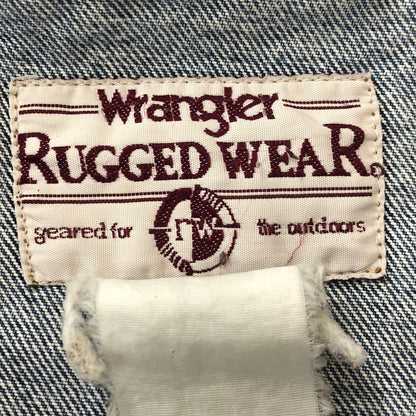 Wrangler
RUGGED WEAR.
geared for rw the outdoors